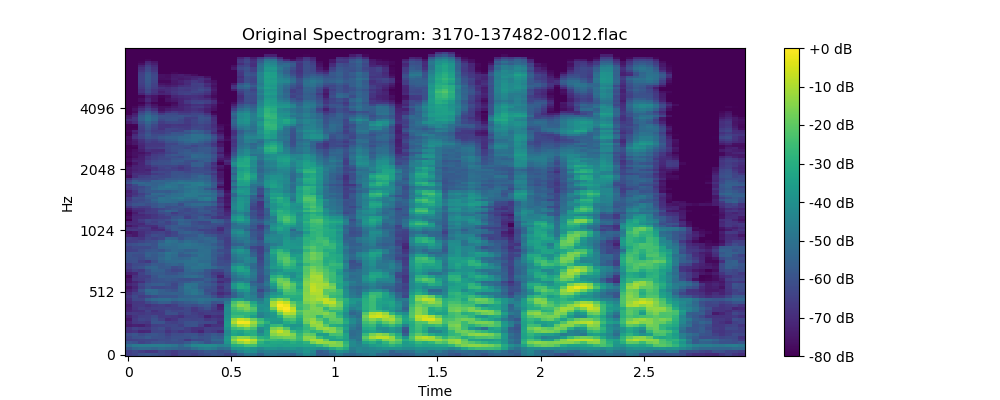 Original Spectrogram: 3170-137482-0012.flac
Hz
4096
2048
1024
512
0
0 0.5 1 1.5 2 2.5
Time
+0 dB
-10 dB
-20 dB
-30 dB
-40 dB
-50 dB
-60 dB
-70 dB
-80 dB